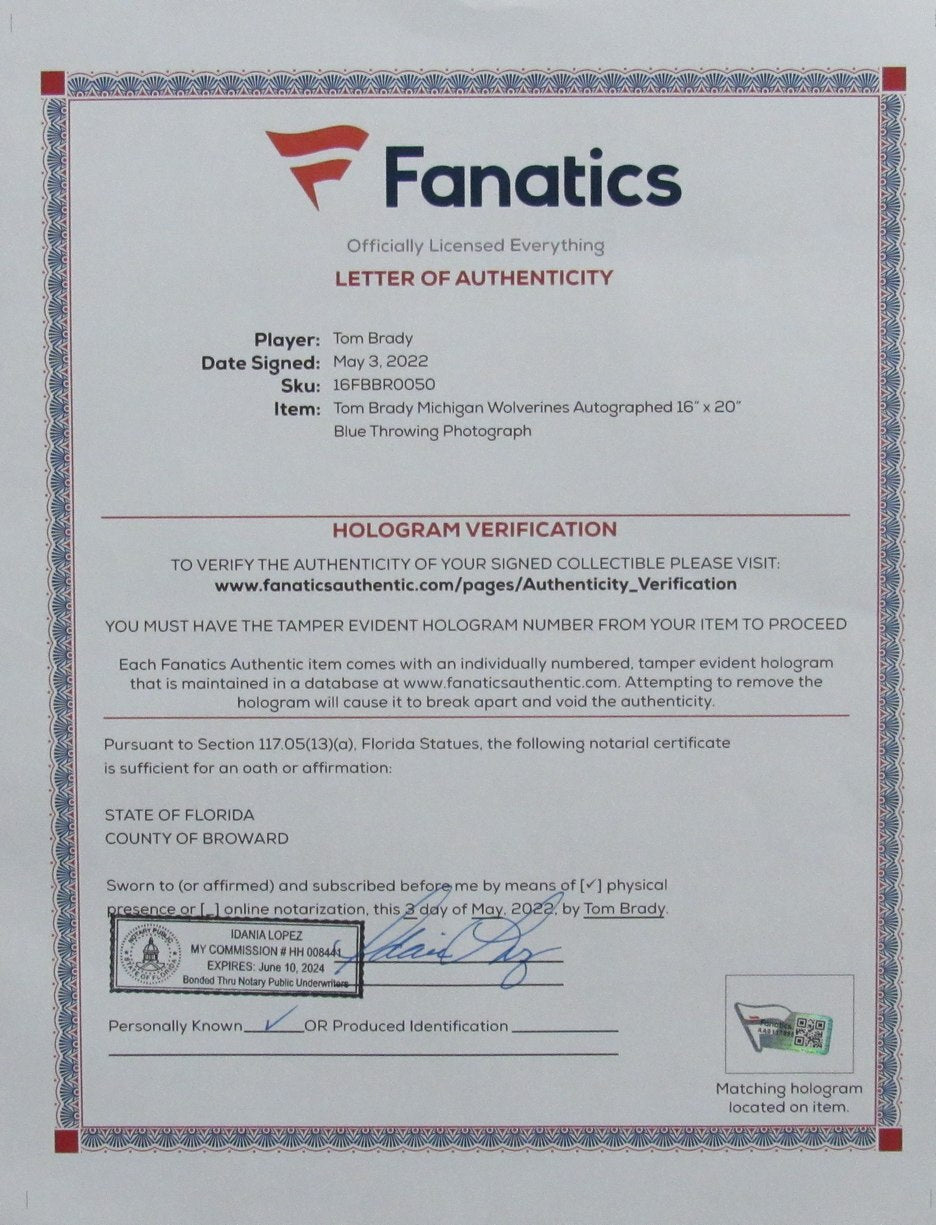 Fanatics
Officially Licensed Everything
LETTER OF AUTHENTICITY
Player: Tom Brady
Date Signed: May 3, 2022
Sku: 16FBBR0050
Item: Tom Brady Michigan Wolverines Autographed 16" x 20"
Blue Throwing Photograph
HOLOGRAM VERIFICATION
TO VERIFY THE AUTHENTICITY OF YOUR SIGNED COLLECTIBLE PLEASE VISIT:
www.fanaticsauthentic.com/pages/Authenticity_Verification
YOU MUST HAVE THE TAMPER EVIDENT HOLOGRAM NUMBER FROM YOUR ITEM TO PROCEED
Each Fanatics Authentic item comes with an individually numbered, tamper evident hologram
that is maintained in a database at www.fanaticsauthentic.com. Attempting to remove the
hologram will cause it to break apart and void the authenticity.
Pursuant to Section 117.05(13)(a), Florida Statues, the following notarial certificate
is sufficient for an oath or affirmation:
STATE OF FLORIDA
COUNTY OF BROWARD
Sworn to (or affirmed) and subscribed before me by means of [✓] physical
presence or [_] online notarization, this 3 day of May, 2022, by Tom Brady.
NOTARY PUBLIC
STATE OF FLORIDA
IDANIA LOPEZ
MY COMMISSION # HH 008441
EXPIRES: June 10, 2024
Bonded Thru Notary Public Underwriters
Personally Known ✓ OR Produced Identification
Fanatics
Matching hologram
located on item.